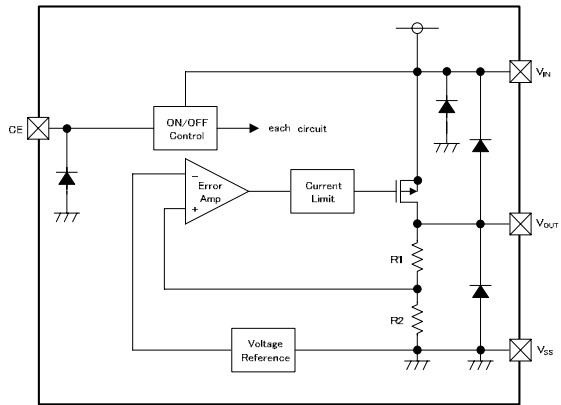 VIN
CE
ON/OFF
Control
each circuit
−
Error
Amp
+
Current
Limit
VOUT
R1
R2
Voltage
Reference
VSS